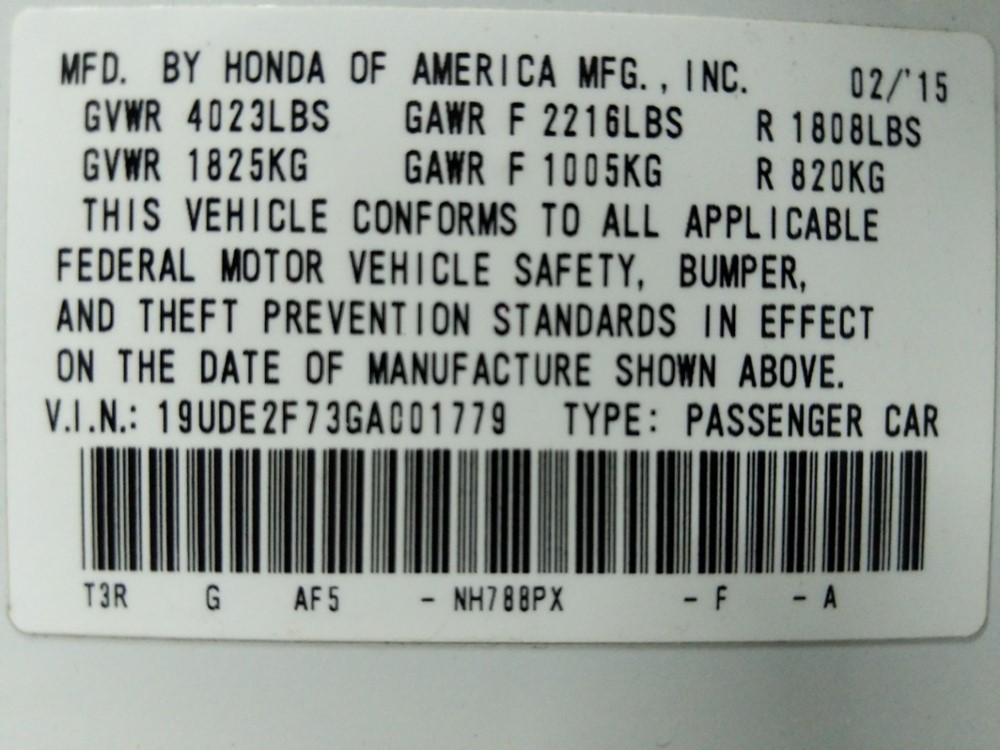 MFD. BY HONDA OF AMERICA MFG., INC. 02/'15
GVWR 4023LBS GAWR F 2216LBS R 1808LBS
GVWR 1825KG GAWR F 1005KG R 820KG
THIS VEHICLE CONFORMS TO ALL APPLICABLE
FEDERAL MOTOR VEHICLE SAFETY, BUMPER,
AND THEFT PREVENTION STANDARDS IN EFFECT
ON THE DATE OF MANUFACTURE SHOWN ABOVE.
V.I.N.: 19UDE2F73GA001779 TYPE: PASSENGER CAR
T3R G AF5 - NH788PX - F - A